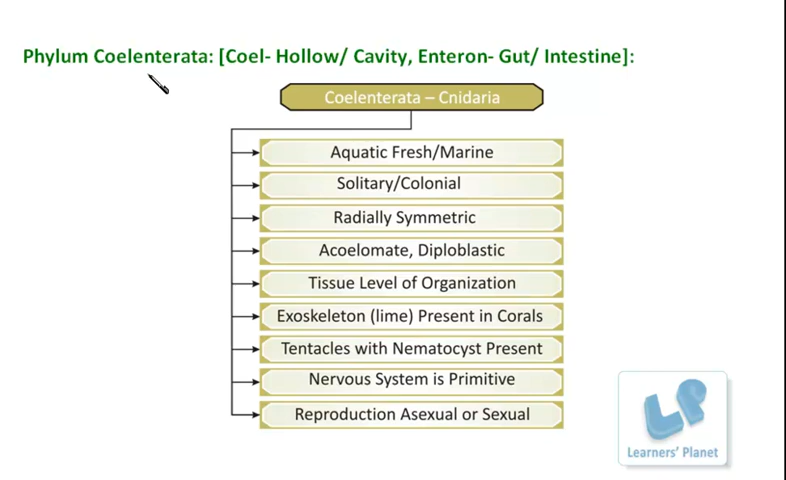 Phylum Coelenterata: [Coel- Hollow/ Cavity, Enteron- Gut/ Intestine]:
Coelenterata – Cnidaria
Aquatic Fresh/Marine
Solitary/Colonial
Radially Symmetric
Acoelomate, Diploblastic
Tissue Level of Organization
Exoskeleton (lime) Present in Corals
Tentacles with Nematocyst Present
Nervous System is Primitive
Reproduction Asexual or Sexual
LP
Learners' Planet